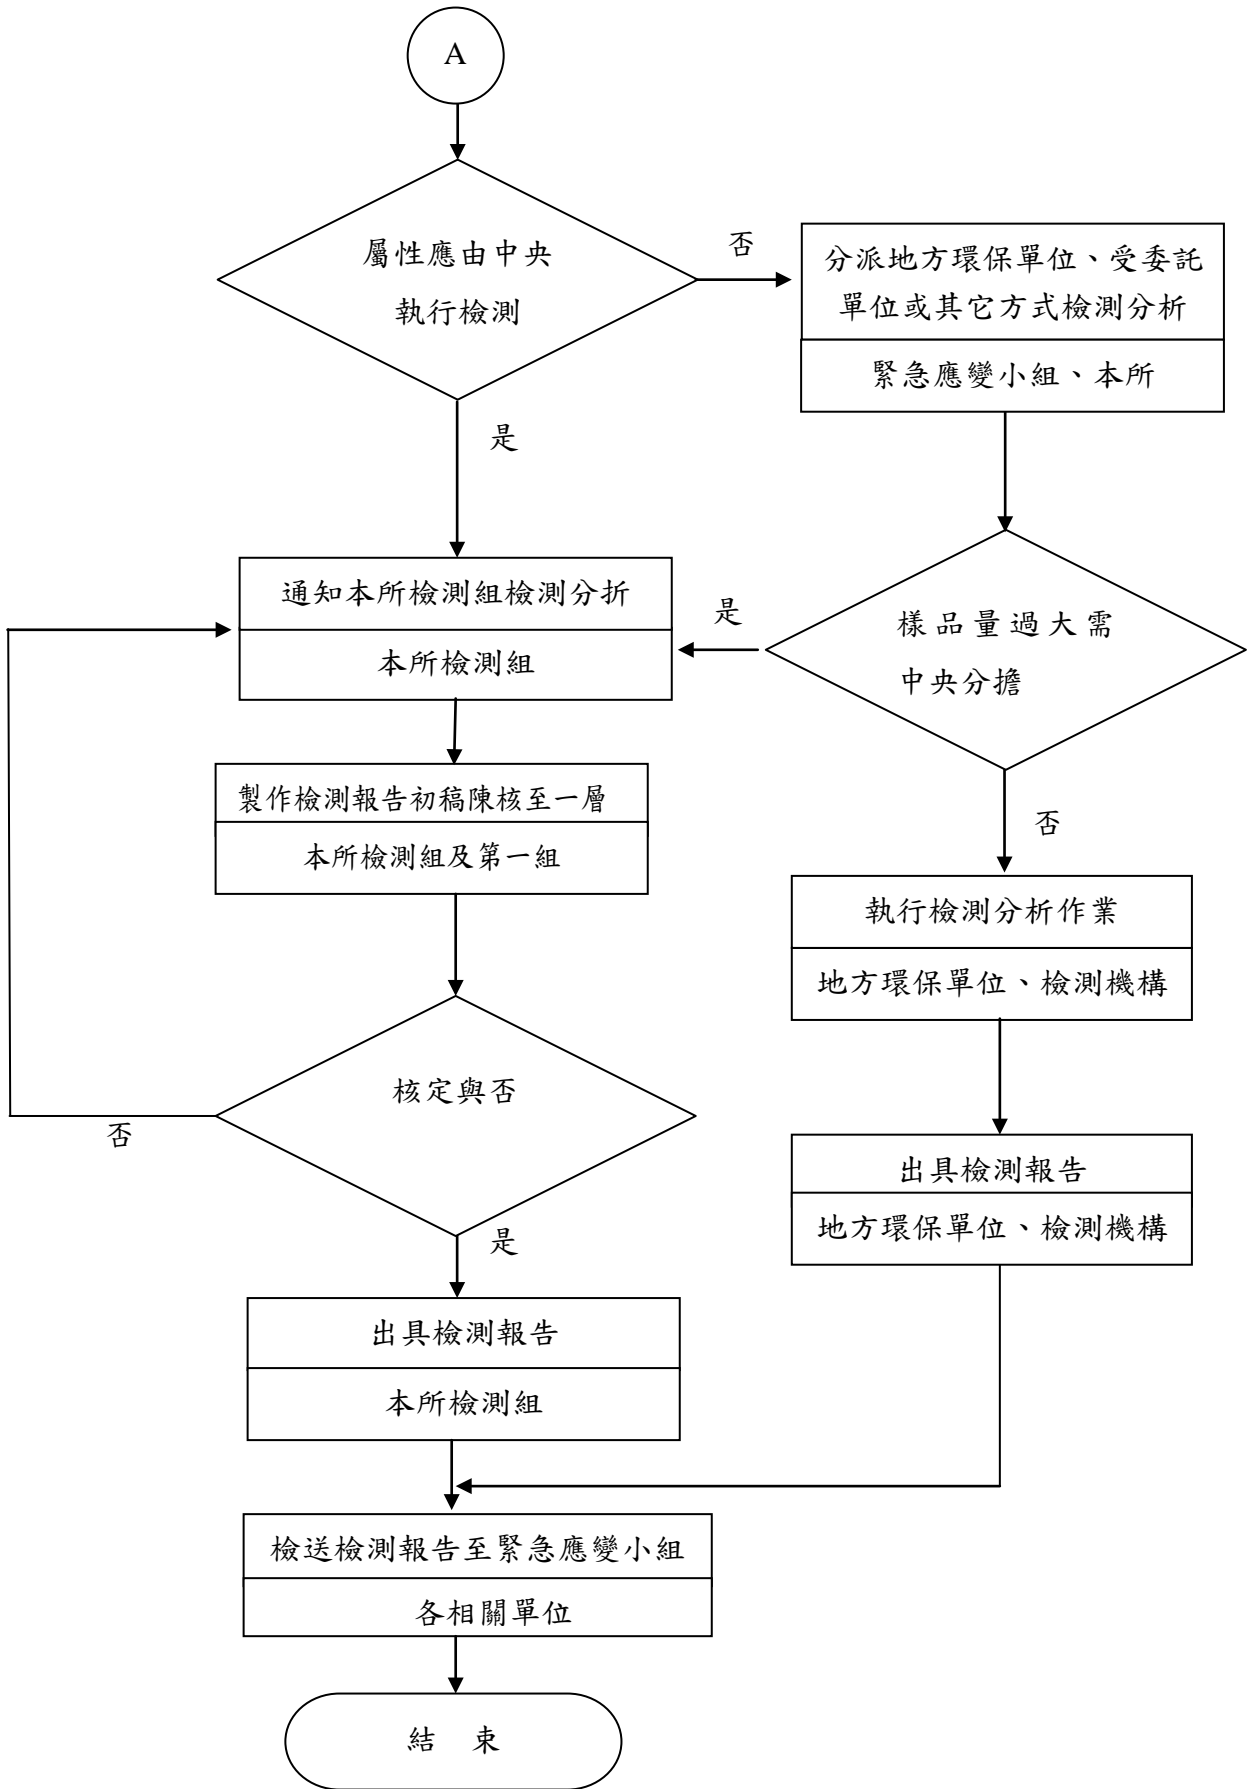 A
屬性應由中央
執行檢測
否
分派地方環保單位、受委託
單位或其它方式檢測分析
緊急應變小組、本所
是
通知本所檢測組檢測分折
本所檢測組
是
樣品量過大需
中央分擔
製作檢測報告初稿陳核至一層
本所檢測組及第一組
否
執行檢測分析作業
地方環保單位、檢測機構
核定與否
否
是
出具檢測報告
地方環保單位、檢測機構
出具檢測報告
本所檢測組
檢送檢測報告至緊急應變小組
各相關單位
結 束